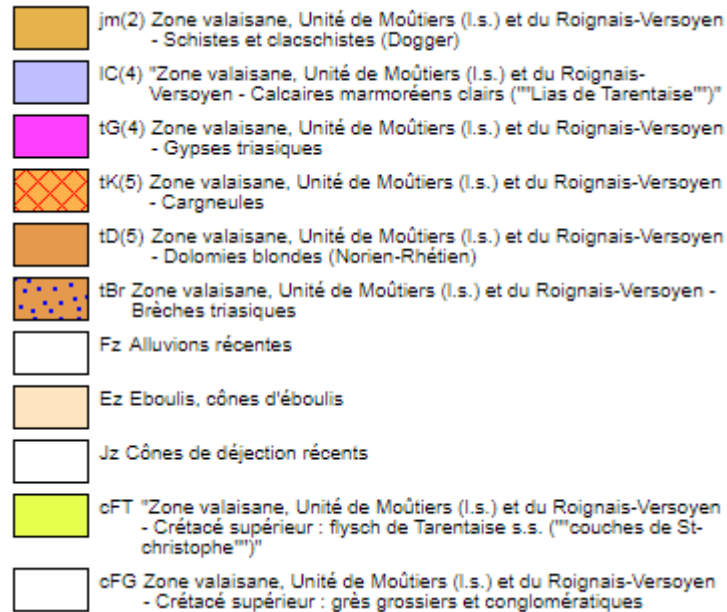 jm(2) Zone valaisane, Unité de Moûtiers (l.s.) et du Roignais-Versoyen
- Schistes et clacschistes (Dogger)
lC(4) "Zone valaisane, Unité de Moûtiers (l.s.) et du Roignais-
Versoyen - Calcaires marmoréens clairs (""Lias de Tarentaise"")"
tG(4) Zone valaisane, Unité de Moûtiers (l.s.) et du Roignais-Versoyen
- Gypses triasiques
tK(5) Zone valaisane, Unité de Moûtiers (l.s.) et du Roignais-Versoyen
- Cargneules
tD(5) Zone valaisane, Unité de Moûtiers (l.s.) et du Roignais-Versoyen
- Dolomies blondes (Norien-Rhétien)
tBr Zone valaisane, Unité de Moûtiers (l.s.) et du Roignais-Versoyen -
Brèches triasiques
Fz Alluvions récentes
Ez Eboulis, cônes d'éboulis
Jz Cônes de déjection récents
cFT "Zone valaisane, Unité de Moûtiers (l.s.) et du Roignais-Versoyen
- Crétacé supérieur : flysch de Tarentaise s.s. (""couches de St-
christophe"")"
cFG Zone valaisane, Unité de Moûtiers (l.s.) et du Roignais-Versoyen
- Crétacé supérieur : grès grossiers et conglomératiques